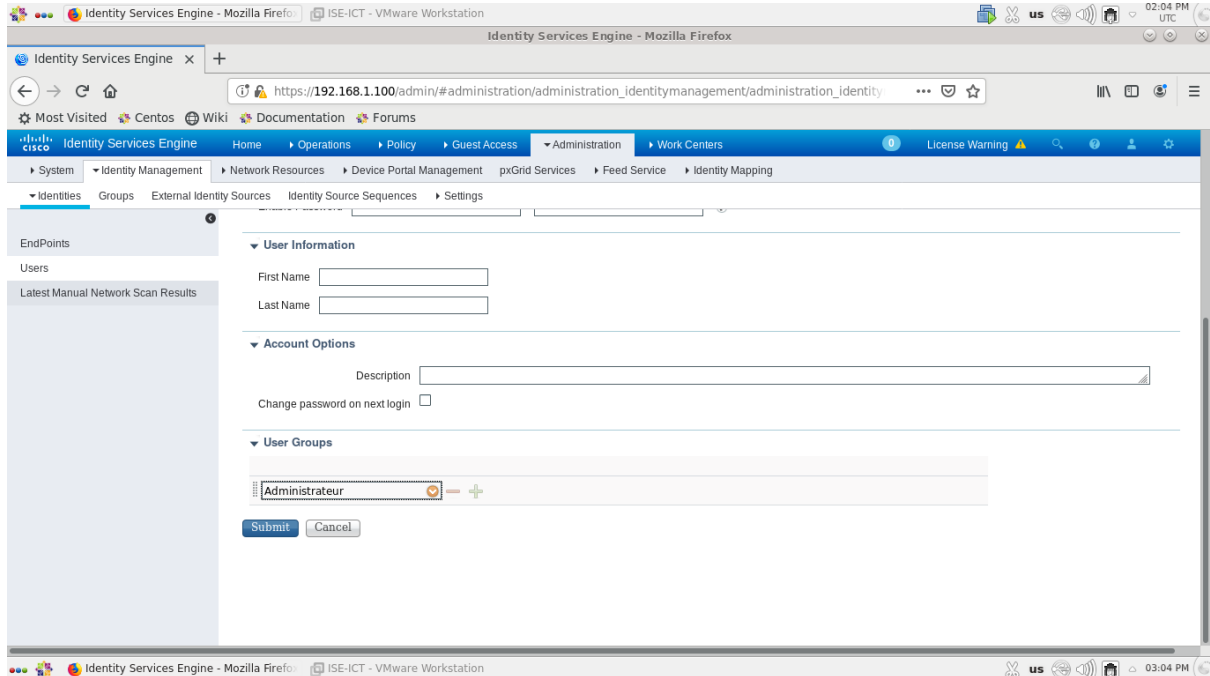 Identity Services Engine - Mozilla Firefo ISE-ICT - VMware Workstation us 02:04 PM UTC
Identity Services Engine - Mozilla Firefox
Identity Services Engine × +
https://192.168.1.100/admin/#administration/administration_identitymanagement/administration_identity
Most Visited Centos Wiki Documentation Forums
CISCO Identity Services Engine Home Operations Policy Guest Access Administration Work Centers 0 License Warning
System Identity Management Network Resources Device Portal Management pxGrid Services Feed Service Identity Mapping
Identities Groups External Identity Sources Identity Source Sequences Settings
Enable Password
EndPoints
Users
Latest Manual Network Scan Results
User Information
First Name
Last Name
Account Options
Description
Change password on next login
User Groups
Administrateur
Submit Cancel
Identity Services Engine - Mozilla Firefo ISE-ICT - VMware Workstation us 03:04 PM